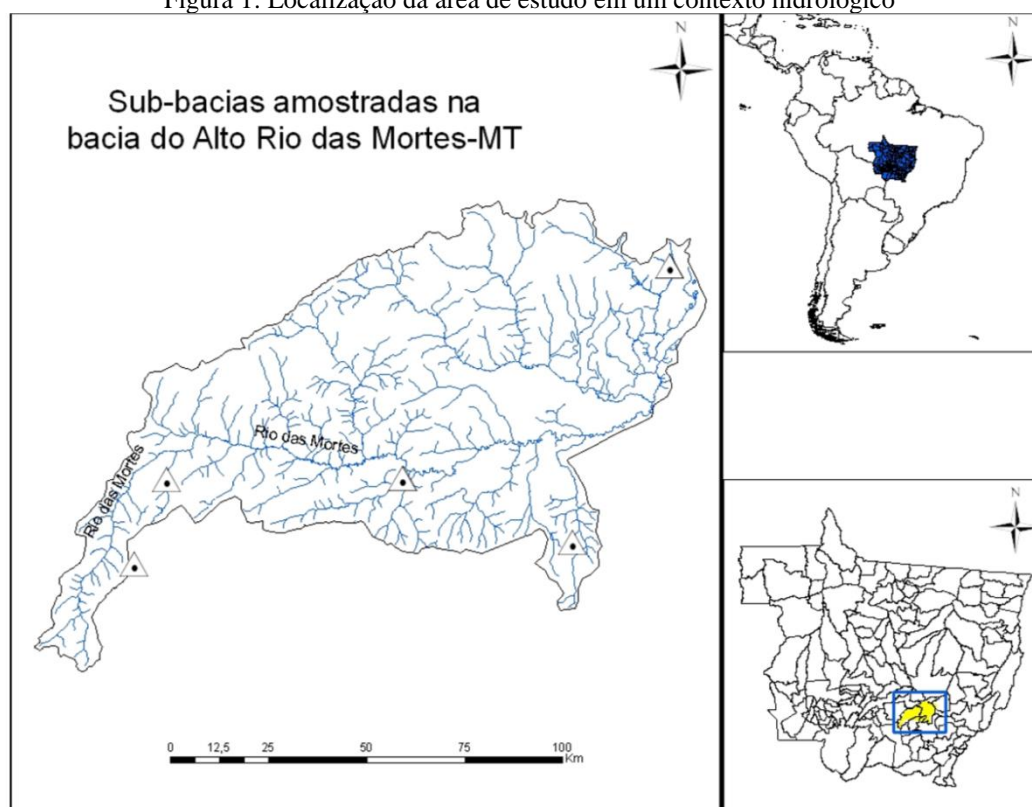 Figura 1: Localização da área de estudo em um contexto hidrológico
Sub-bacias amostradas na
bacia do Alto Rio das Mortes-MT
N
N
Rio das Mortes
Rio das Mortes
0 12,5 25 50 75 100
Km
N